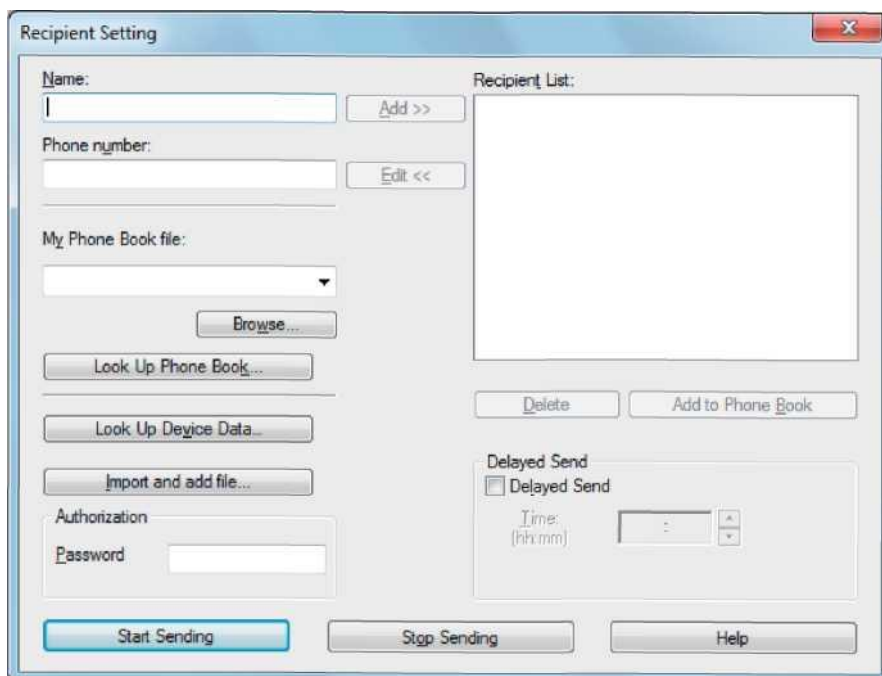 Recipient Setting
Name:
Add >>
Phone number:
Edit <<
My Phone Book file:
Browse...
Look Up Phone Book...
Look Up Device Data...
Import and add file...
Authorization
Password
Recipient List:
Delete
Add to Phone Book
Delayed Send
Delayed Send
Time:
(hh:mm)
:
Start Sending
Stop Sending
Help